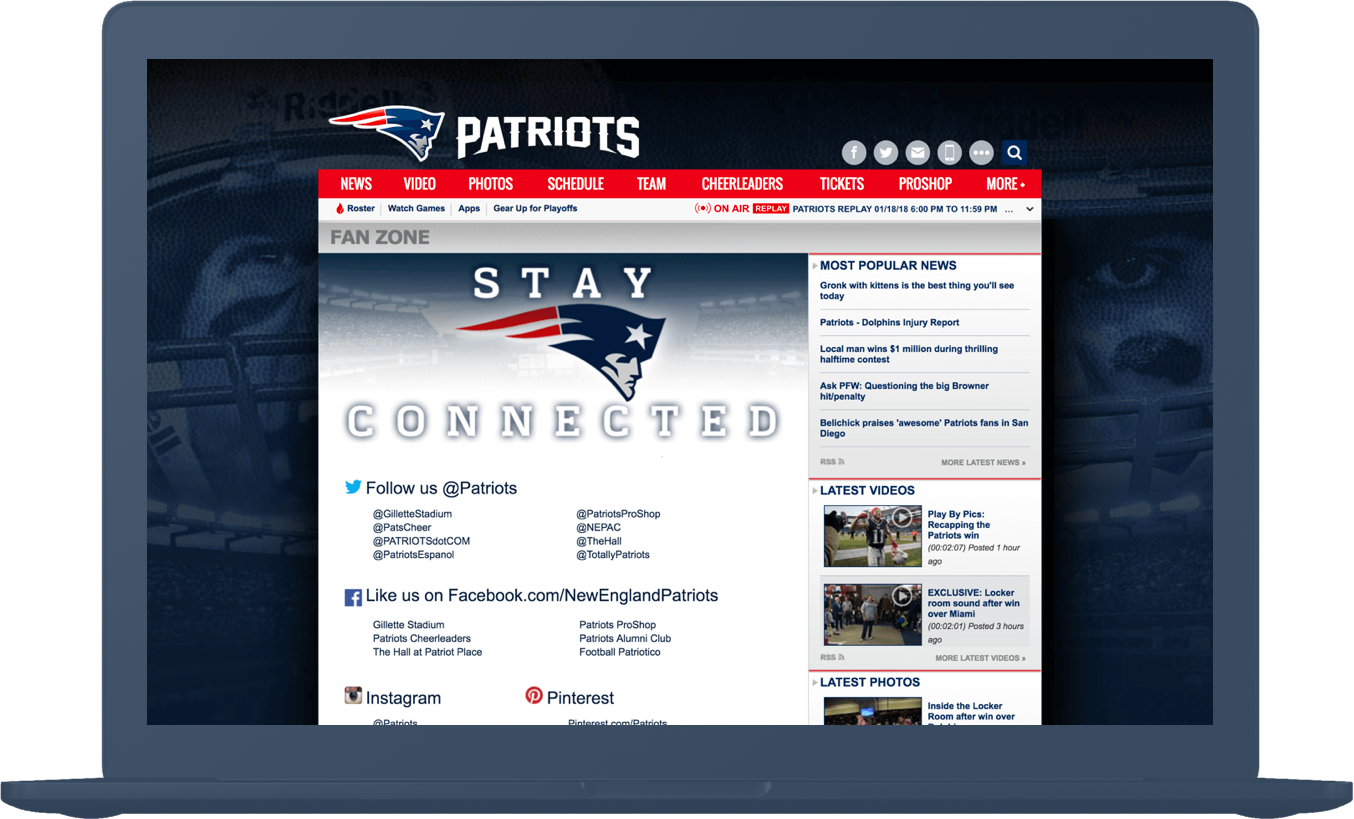 Riddell
PATRIOTS
NEWS VIDEO PHOTOS SCHEDULE TEAM CHEERLEADERS TICKETS PROSHOP MORE +
Roster Watch Games Apps Gear Up for Playoffs
ON AIR REPLAY PATRIOTS REPLAY 01/18/18 6:00 PM TO 11:59 PM ...
FAN ZONE
STAY
CONNECTED
Follow us @Patriots
@GilletteStadium @PatriotsProShop
@PatsCheer @NEPAC
@PATRIOTSdotCOM @TheHall
@PatriotsEspanol @TotallyPatriots
Like us on Facebook.com/NewEnglandPatriots
Gillette Stadium Patriots ProShop
Patriots Cheerleaders Patriots Alumni Club
The Hall at Patriot Place Football Patriotico
Instagram Pinterest
@Patriots Pinterest.com/Patriots
MOST POPULAR NEWS
Gronk with kittens is the best thing you'll see
today
Patriots - Dolphins Injury Report
Local man wins $1 million during thrilling
halftime contest
Ask PFW: Questioning the big Browner
hit/penalty
Belichick praises 'awesome' Patriots fans in San
Diego
RSS MORE LATEST NEWS »
LATEST VIDEOS
Play By Pics:
Recapping the
Patriots win
(00:02:07) Posted 1 hour
ago
EXCLUSIVE: Locker
room sound after win
over Miami
(00:02:01) Posted 3 hours
ago
RSS MORE LATEST VIDEOS »
LATEST PHOTOS
Inside the Locker
Room after win over